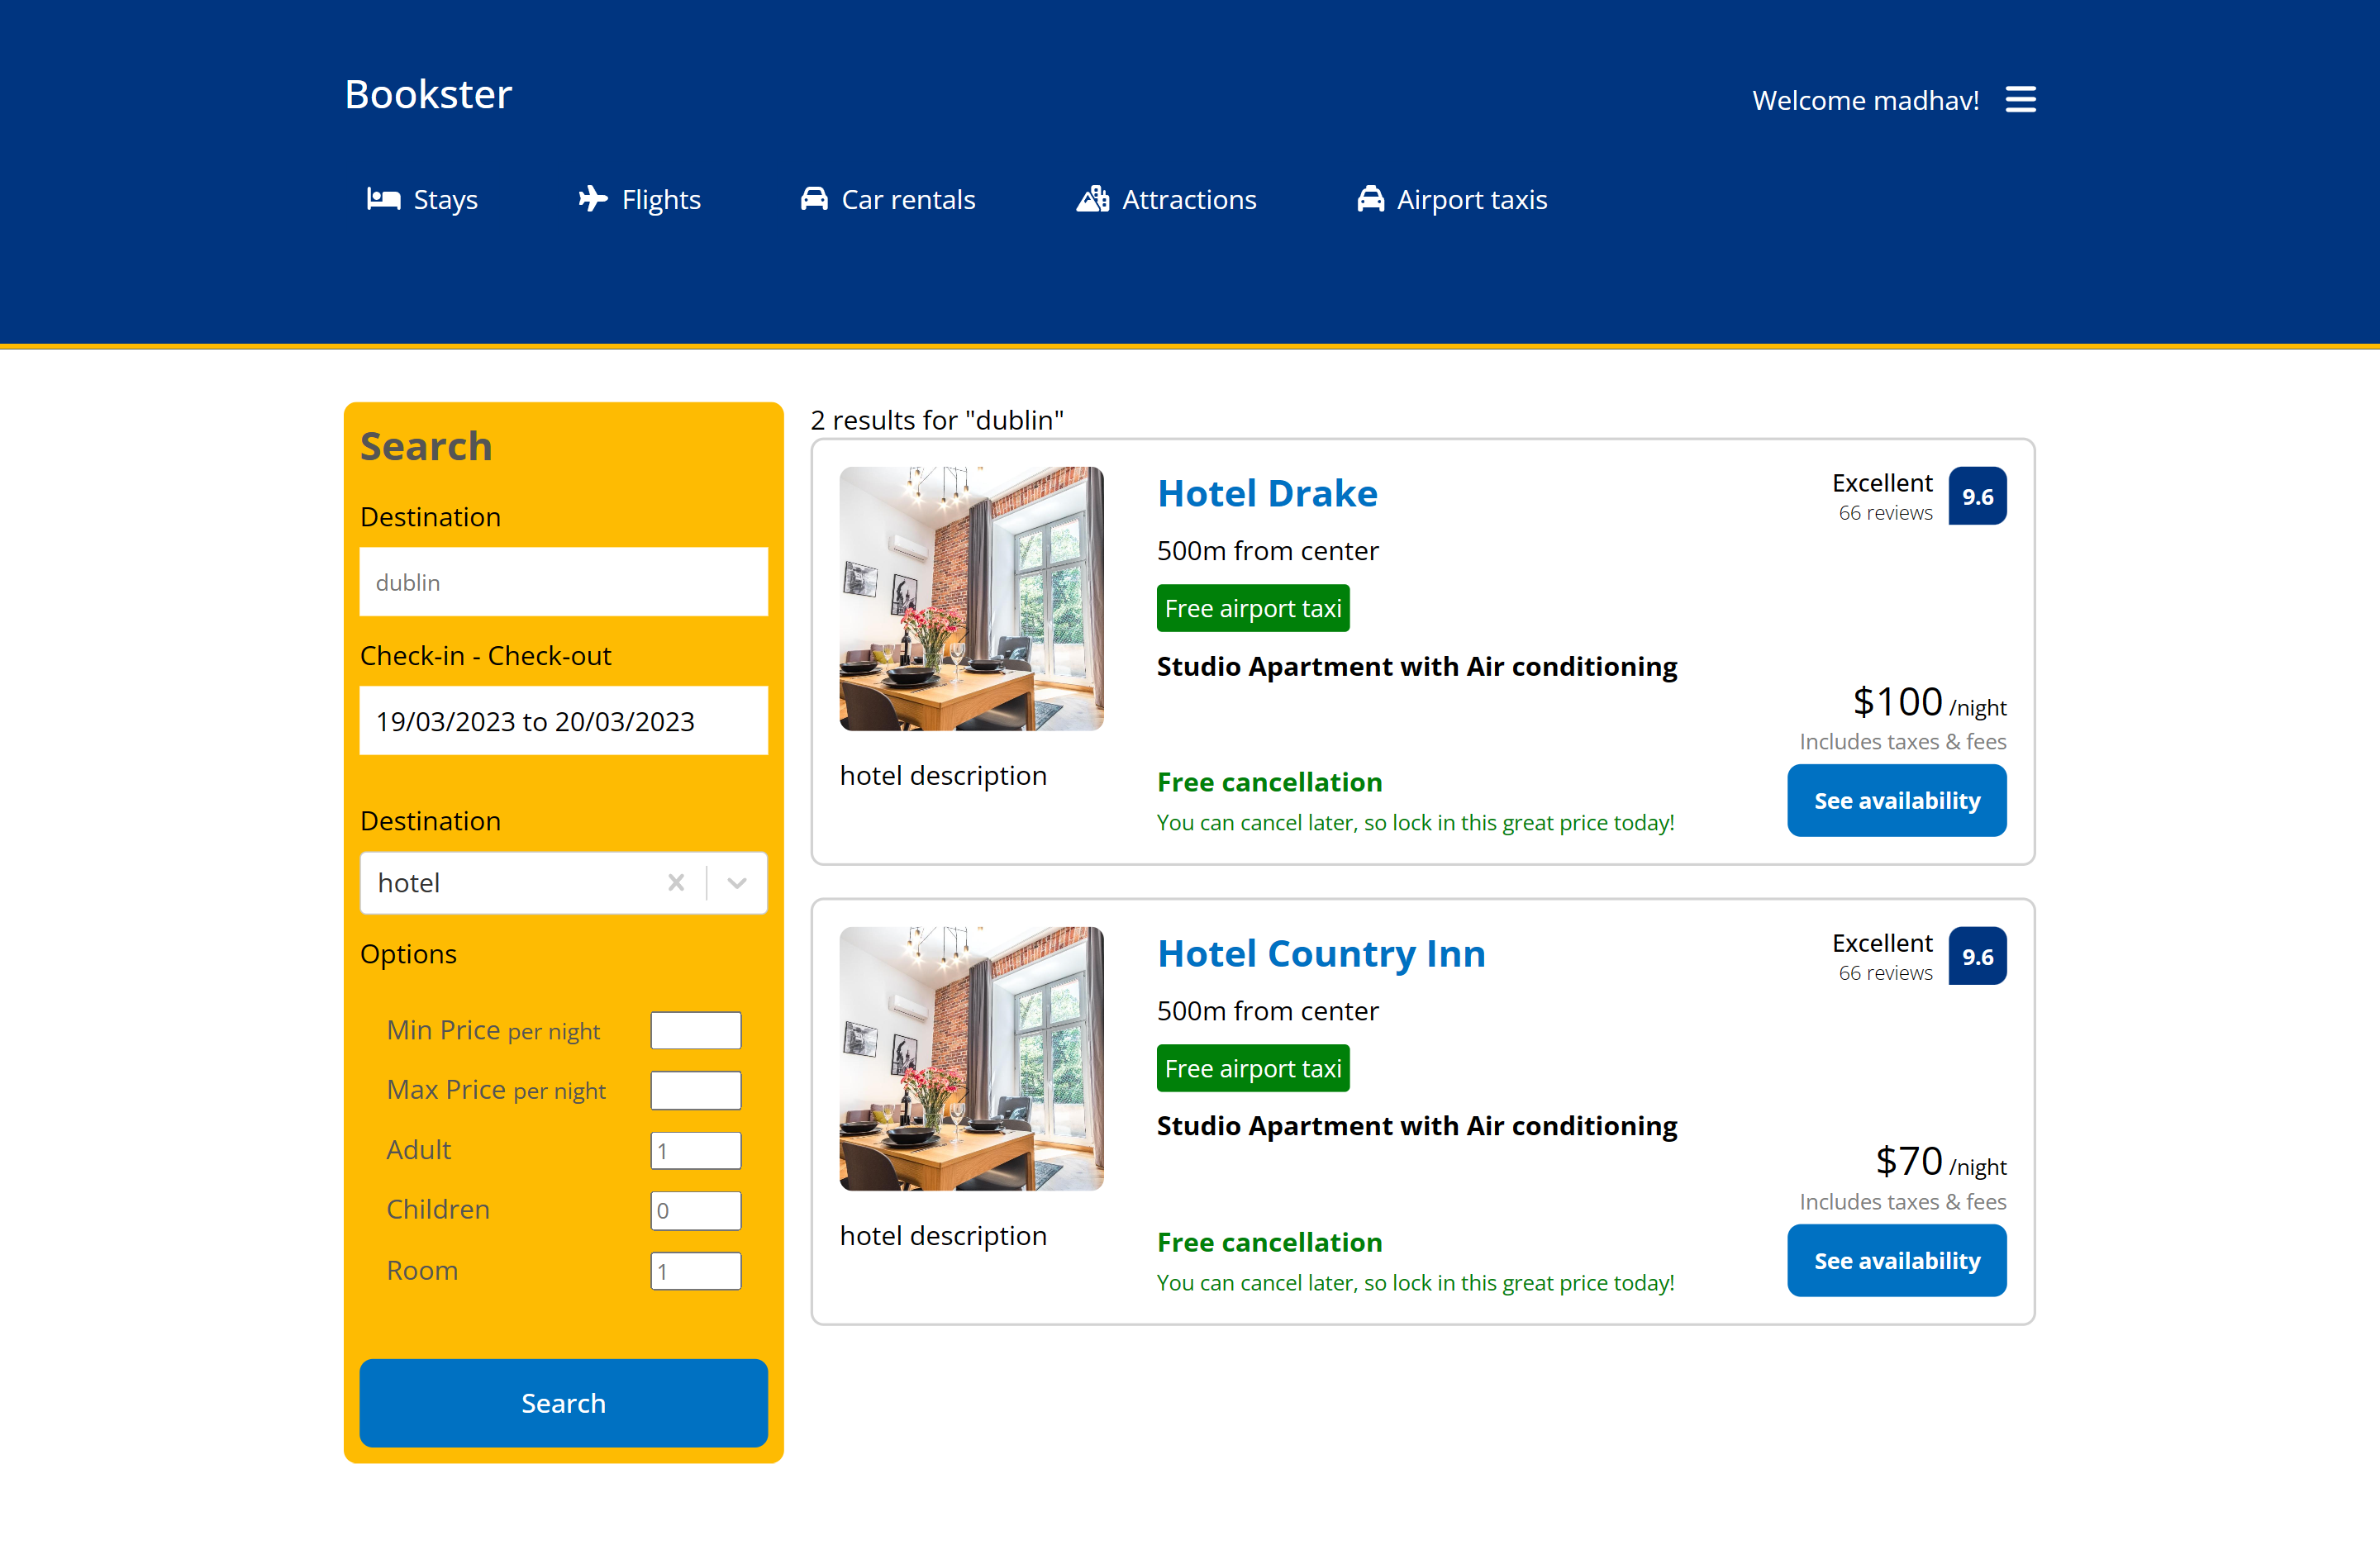 Bookster
Welcome madhav!
Stays Flights Car rentals Attractions Airport taxis
Search
Destination
dublin
Check-in - Check-out
19/03/2023 to 20/03/2023
Destination
hotel
Options
Min Price per night
Max Price per night
Adult 1
Children 0
Room 1
Search
2 results for "dublin"
hotel description
Hotel Drake
500m from center
Free airport taxi
Studio Apartment with Air conditioning
Free cancellation
You can cancel later, so lock in this great price today!
Excellent 9.6
66 reviews
$100 /night
Includes taxes & fees
See availability
hotel description
Hotel Country Inn
500m from center
Free airport taxi
Studio Apartment with Air conditioning
Free cancellation
You can cancel later, so lock in this great price today!
Excellent 9.6
66 reviews
$70 /night
Includes taxes & fees
See availability